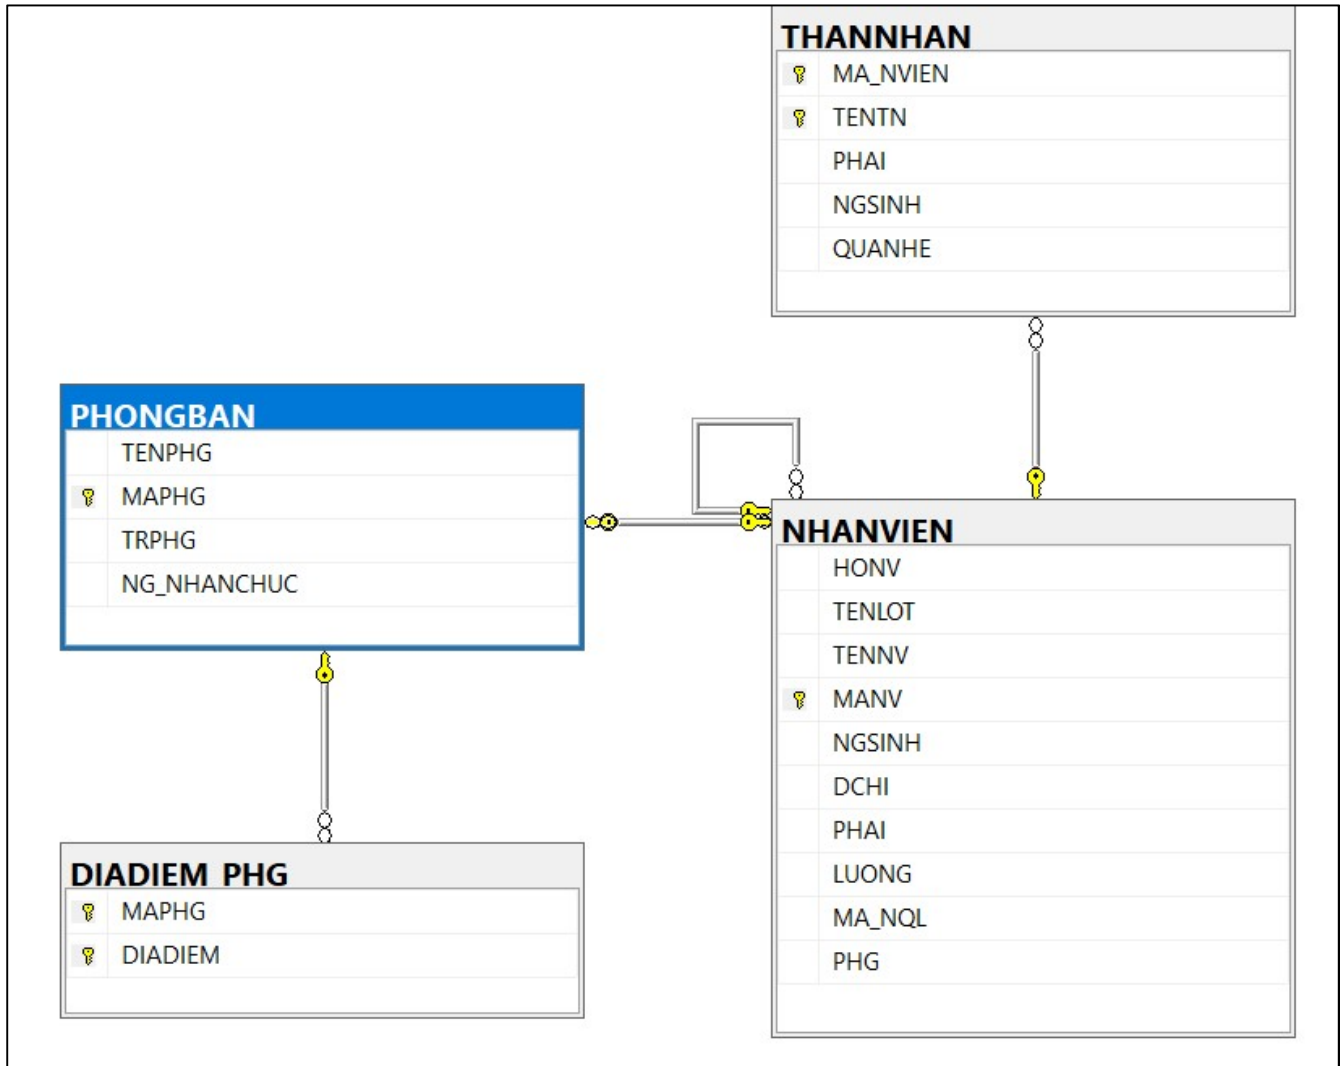 THANNHAN
MA_NVIEN
TENTN
PHAI
NGSINH
QUANHE
PHONGBAN
TENPHG
MAPHG
TRPHG
NG_NHANCHUC
NHANVIEN
HONV
TENLOT
TENNV
MANV
NGSINH
DCHI
PHAI
LUONG
MA_NQL
PHG
DIADIEM_PHG
MAPHG
DIADIEM